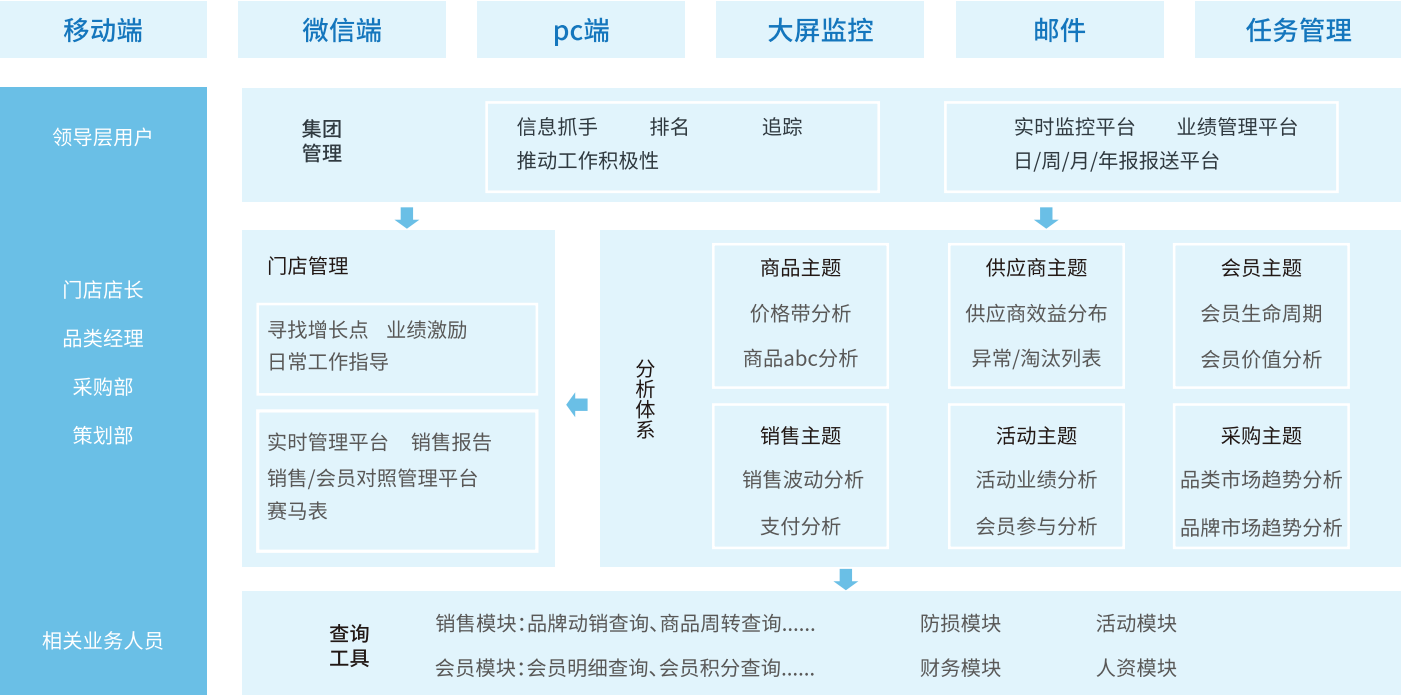 移动端
微信端
pc端
大屏监控
邮件
任务管理
领导层用户
集团
管理
信息抓手 排名 追踪
推动工作积极性
实时监控平台 业绩管理平台
日/周/月/年报报送平台
门店店长
品类经理
采购部
策划部
门店管理
寻找增长点 业绩激励
日常工作指导
实时管理平台 销售报告
销售/会员对照管理平台
赛马表
分析体系
商品主题
价格带分析
商品abc分析
供应商主题
供应商效益分布
异常/淘汰列表
会员主题
会员生命周期
会员价值分析
销售主题
销售波动分析
支付分析
活动主题
活动业绩分析
会员参与分析
采购主题
品类市场趋势分析
品牌市场趋势分析
相关业务人员
查询
工具
销售模块：品牌动销查询、商品周转查询......
防损模块
活动模块
会员模块：会员明细查询、会员积分查询......
财务模块
人资模块